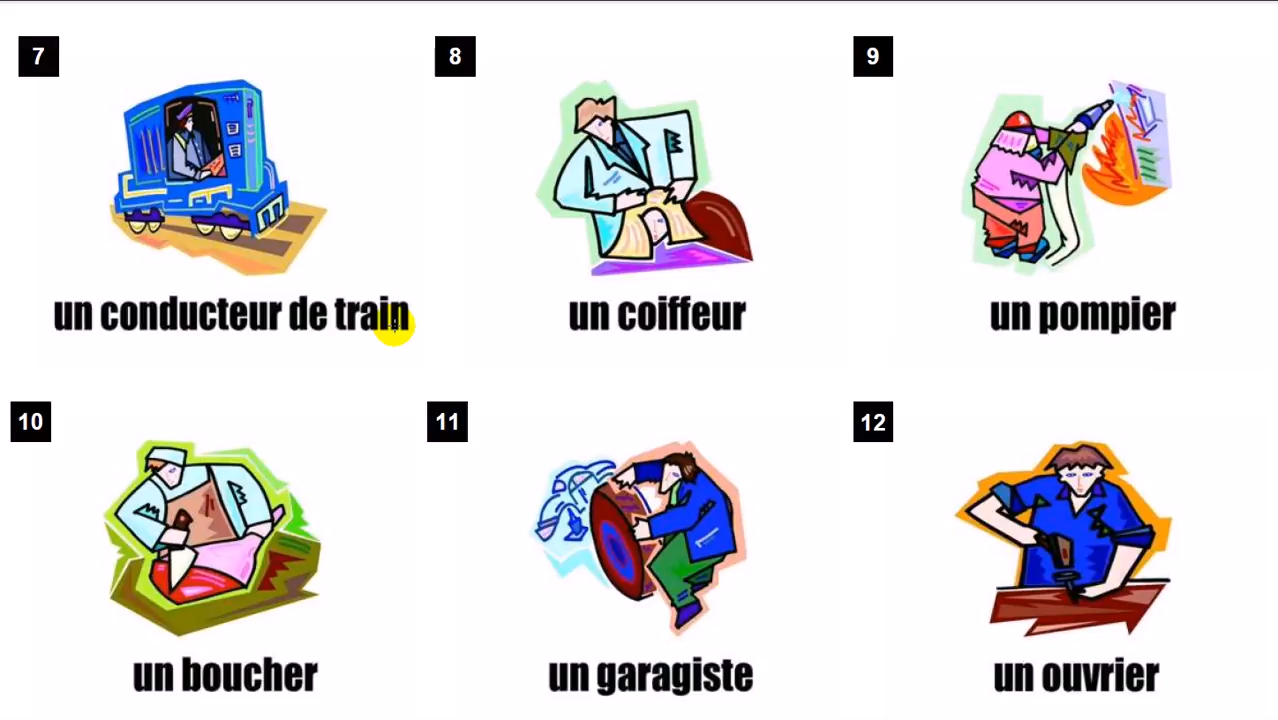 7
8
9
un conducteur de train
un coiffeur
un pompier
10
11
12
un boucher
un garagiste
un ouvrier